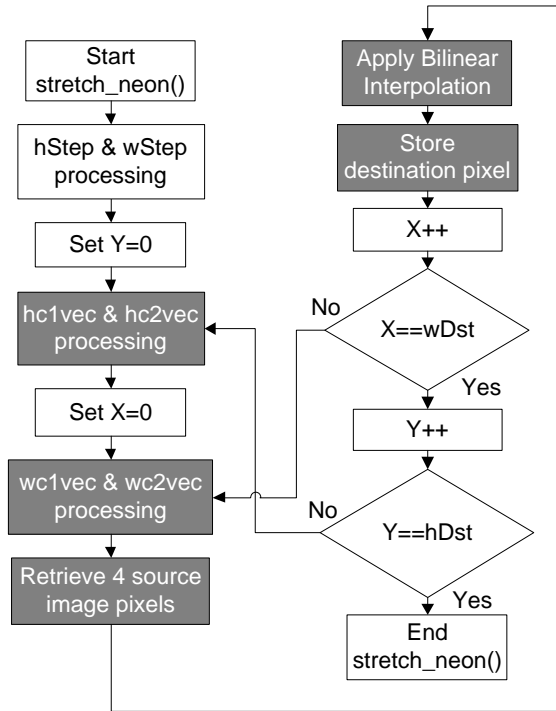 Start
stretch_neon()
hStep & wStep
processing
Set Y=0
hc1vec & hc2vec
processing
Set X=0
wc1vec & wc2vec
processing
Retrieve 4 source
image pixels
Apply Bilinear
Interpolation
Store
destination pixel
X++
No
X==wDst
Yes
Y++
No
Y==hDst
Yes
End
stretch_neon()